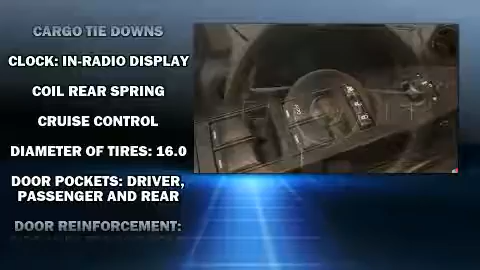 CARGO TIE DOWNS
CLOCK: IN-RADIO DISPLAY
COIL REAR SPRING
CRUISE CONTROL
DIAMETER OF TIRES: 16.0
DOOR POCKETS: DRIVER,
PASSENGER AND REAR
DOOR REINFORCEMENT: